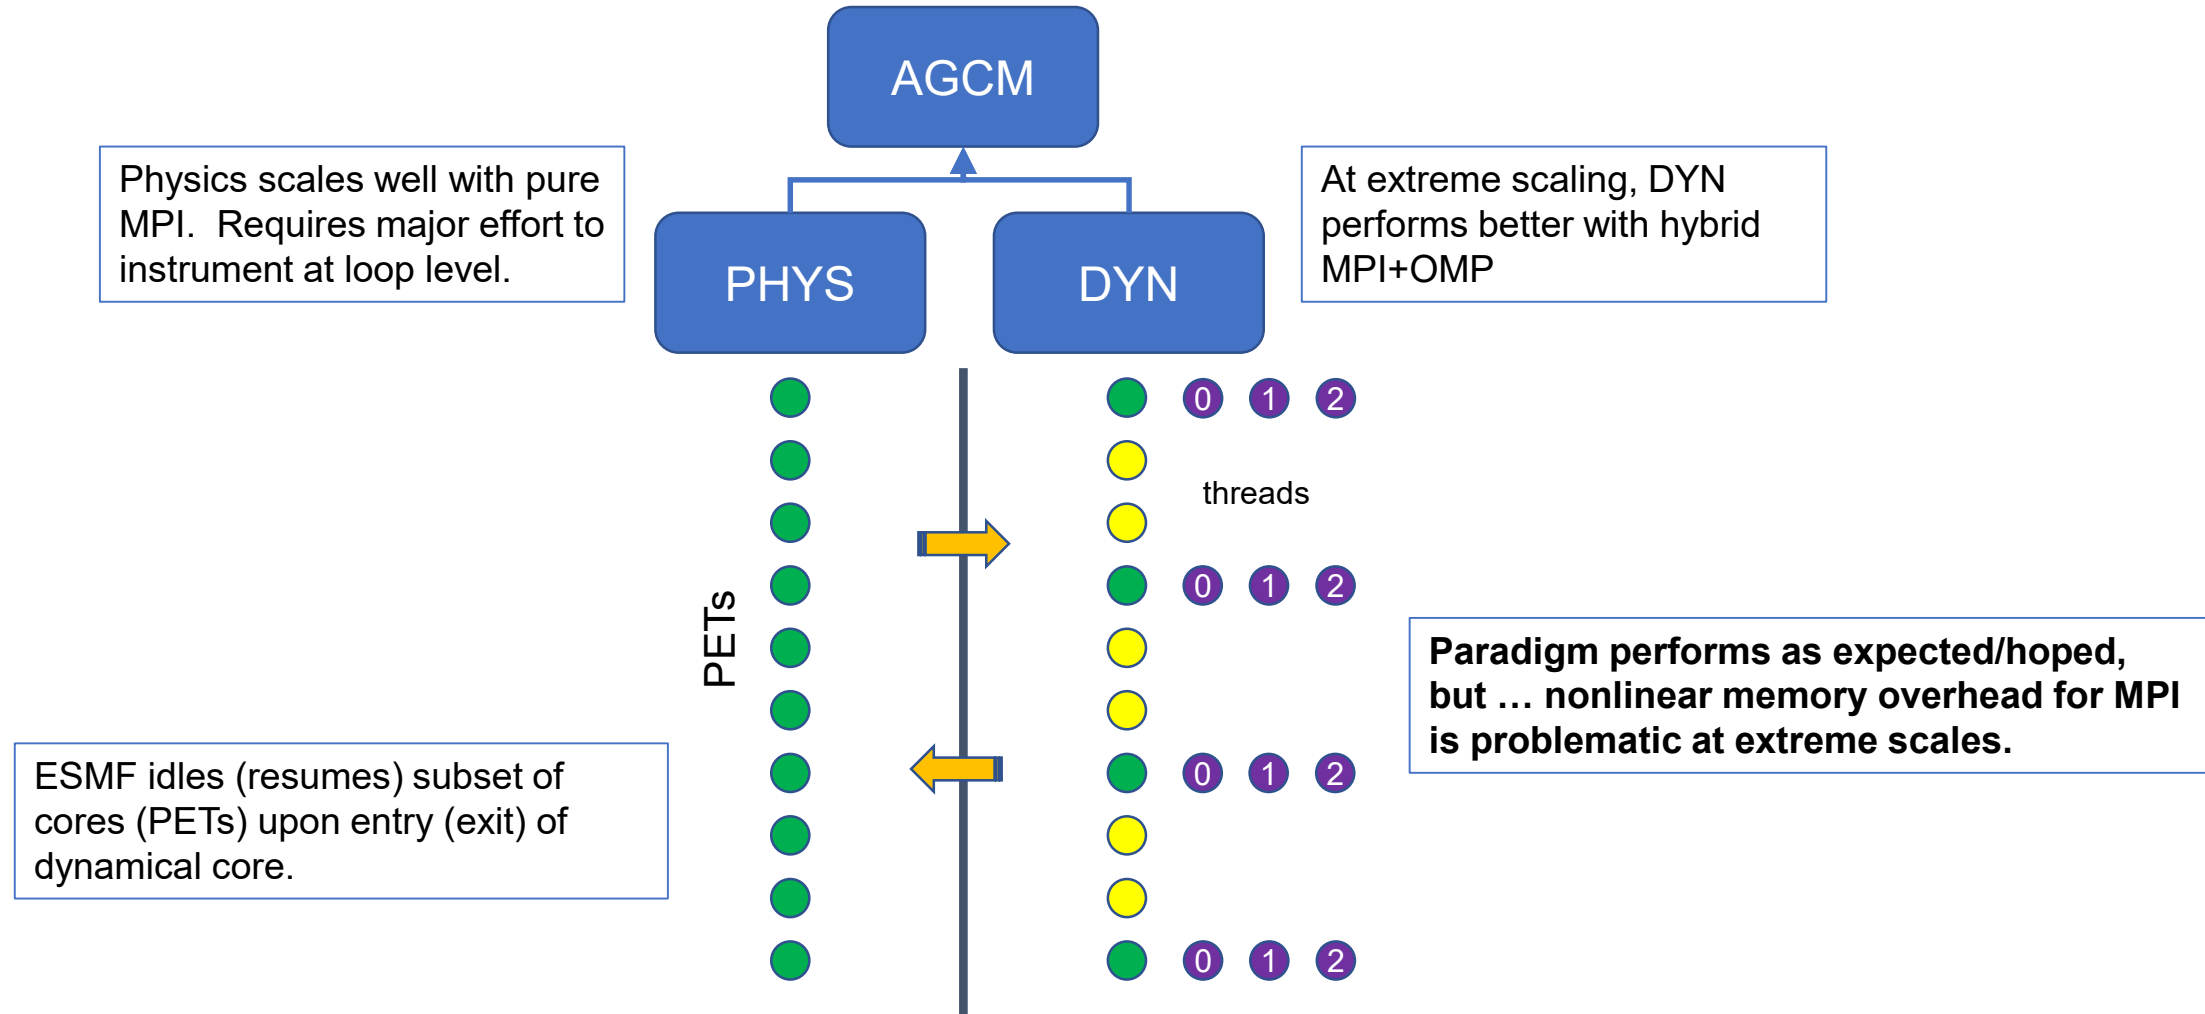 AGCM
Physics scales well with pure
MPI.  Requires major effort to
instrument at loop level.
At extreme scaling, DYN
performs better with hybrid
MPI+OMP
PHYS
DYN
0 1 2
threads
0 1 2
PETs
Paradigm performs as expected/hoped,
but … nonlinear memory overhead for MPI
is problematic at extreme scales.
ESMF idles (resumes) subset of
cores (PETs) upon entry (exit) of
dynamical core.
0 1 2
0 1 2